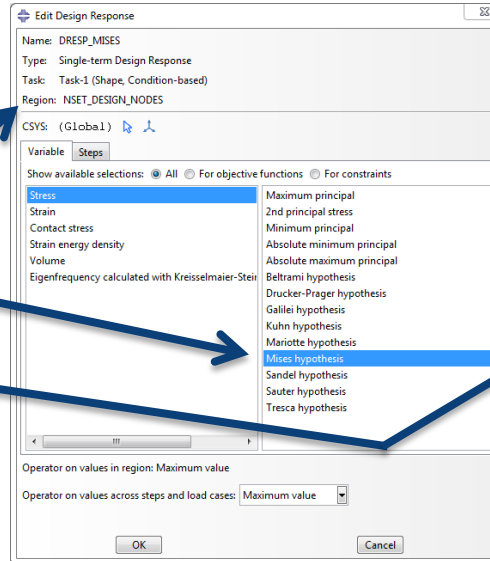 Edit Design Response
Name: DRESP_MISES
Type: Single-term Design Response
Task: Task-1 (Shape, Condition-based)
Region: NSET_DESIGN_NODES
CSYS: (Global)
Variable Steps
Show available selections: All For objective functions For constraints
Stress
Strain
Contact stress
Strain energy density
Volume
Eigenfrequency calculated with Kreisselmaier-Stein
Maximum principal
2nd principal stress
Minimum principal
Absolute minimum principal
Absolute maximum principal
Beltrami hypothesis
Drucker-Prager hypothesis
Galilei hypothesis
Kuhn hypothesis
Mariotte hypothesis
Mises hypothesis
Sandel hypothesis
Sauter hypothesis
Tresca hypothesis
Operator on values in region: Maximum value
Operator on values across steps and load cases: Maximum value
OK Cancel